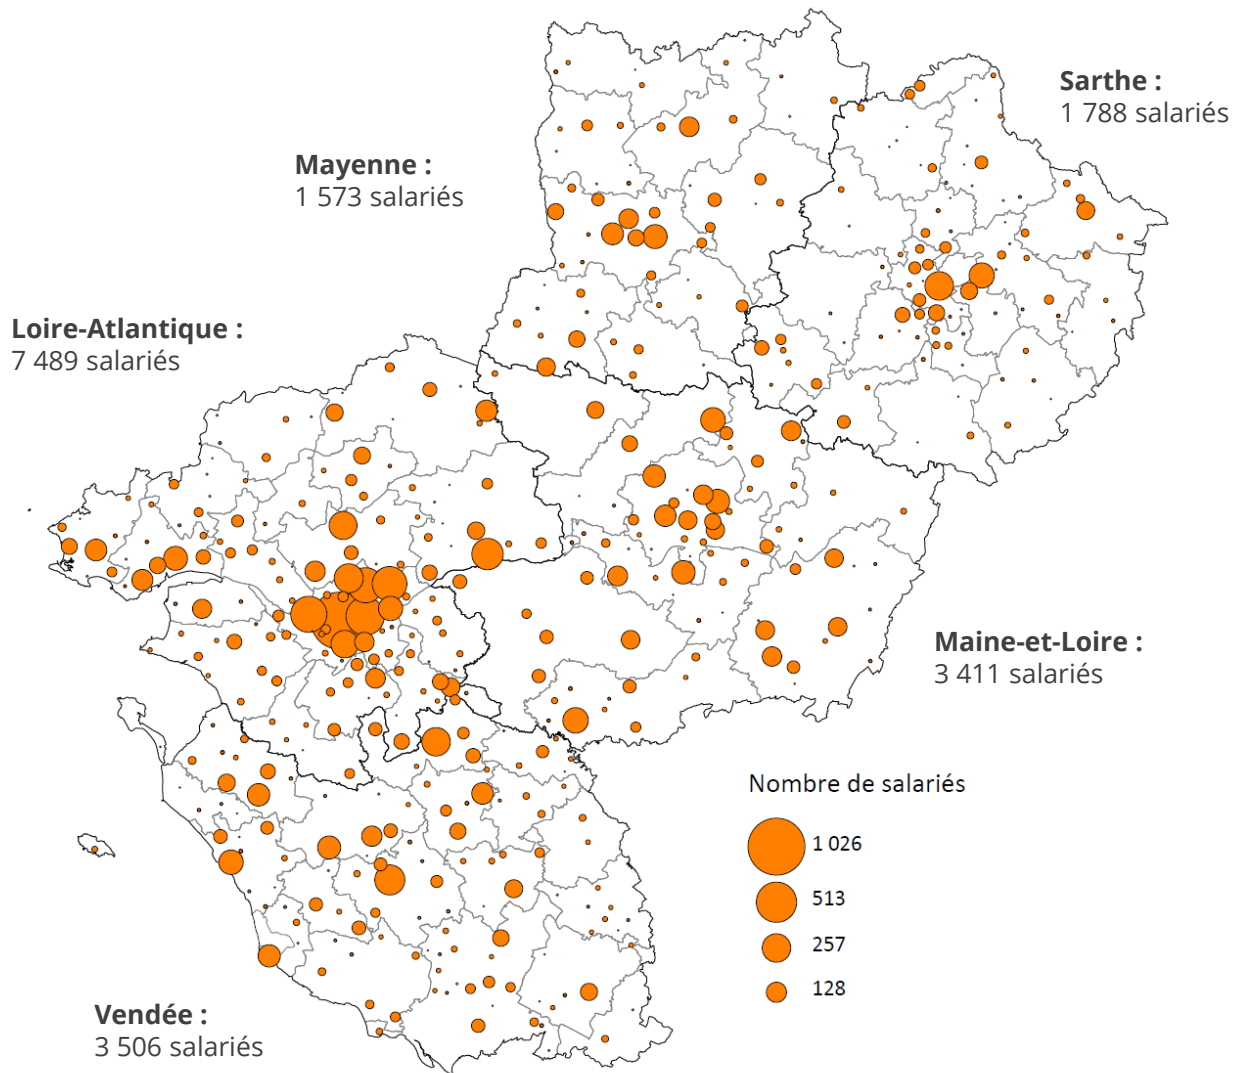 Sarthe :
1 788 salariés
Mayenne :
1 573 salariés
Loire-Atlantique :
7 489 salariés
Maine-et-Loire :
3 411 salariés
Nombre de salariés
1 026
513
257
128
Vendée :
3 506 salariés